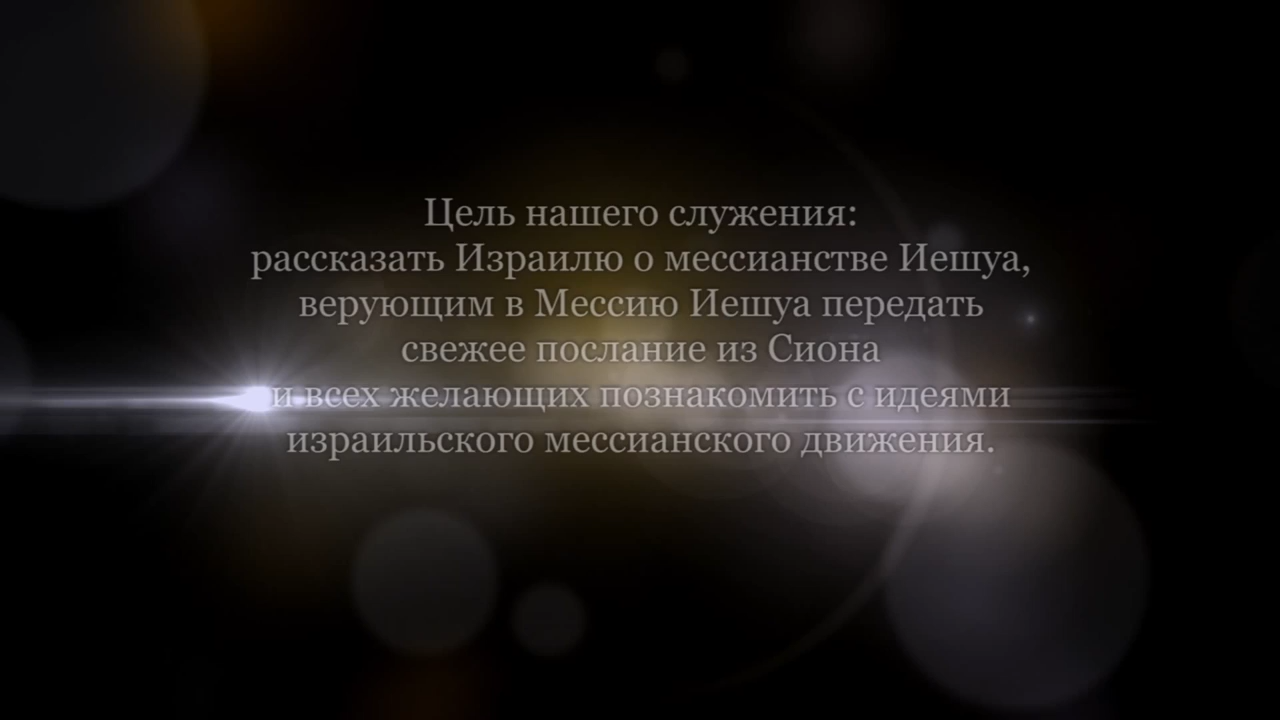 Цель нашего служения:
рассказать Израилю о мессианстве Иешуа,
верующим в Мессию Иешуа передать
свежее послание из Сиона
и всех желающих познакомить с идеями
израильского мессианского движения.